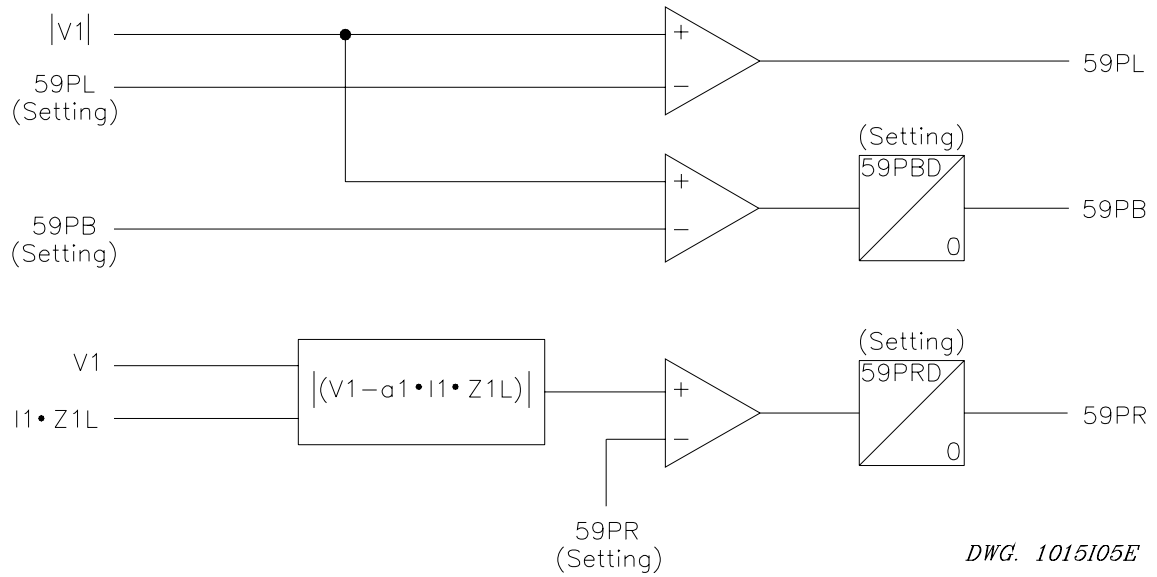 |V1|
59PL
(Setting)
+
−
59PL
(Setting)
59PBD
0
+
−
59PB
59PB
(Setting)
V1
I1• Z1L
|(V1−a1•I1• Z1L)|
+
−
(Setting)
59PRD
0
59PR
59PR
(Setting)
DWG. 1015I05E